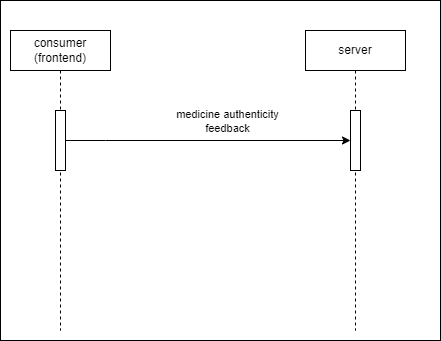 consumer
(frontend)
server
medicine authenticity
feedback